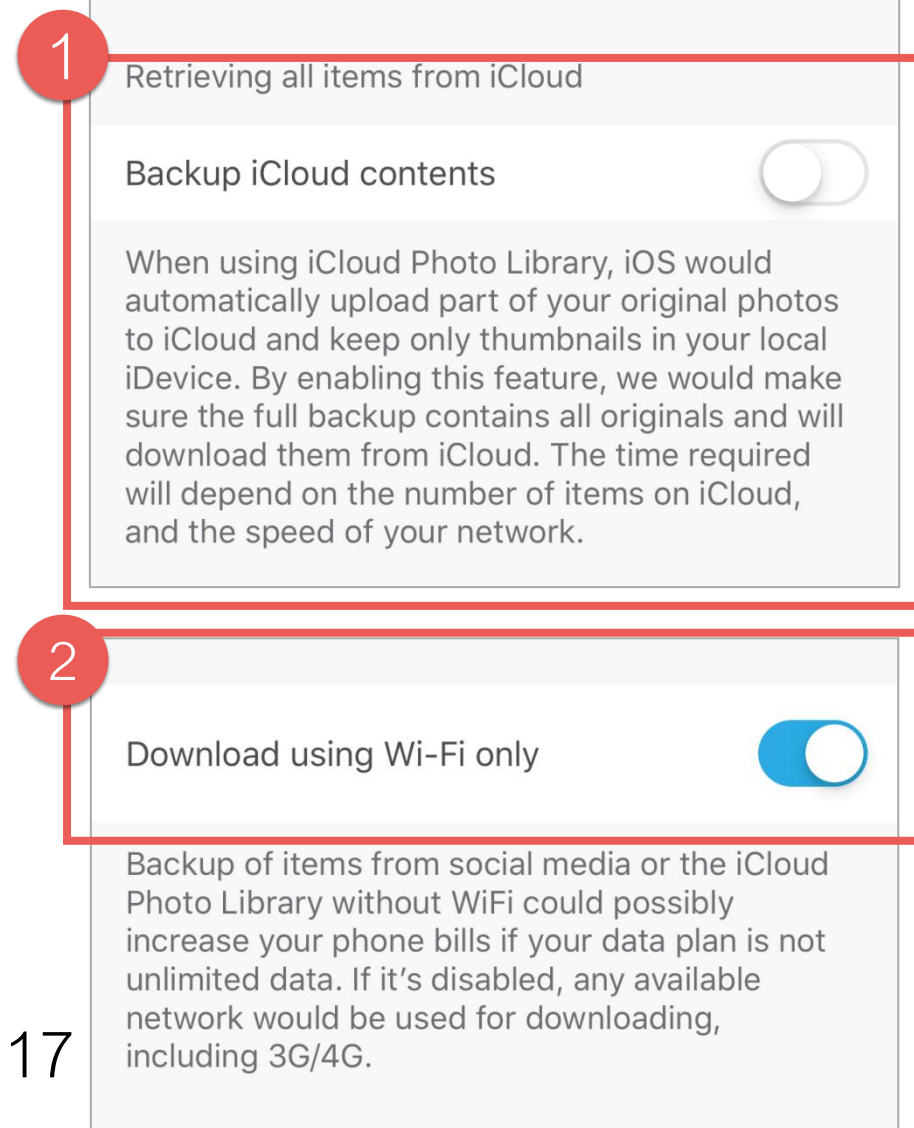 1
Retrieving all items from iCloud
Backup iCloud contents
When using iCloud Photo Library, iOS would
automatically upload part of your original photos
to iCloud and keep only thumbnails in your local
iDevice. By enabling this feature, we would make
sure the full backup contains all originals and will
download them from iCloud. The time required
will depend on the number of items on iCloud,
and the speed of your network.
2
Download using Wi-Fi only
Backup of items from social media or the iCloud
Photo Library without WiFi could possibly
increase your phone bills if your data plan is not
unlimited data. If it's disabled, any available
network would be used for downloading,
including 3G/4G.
17